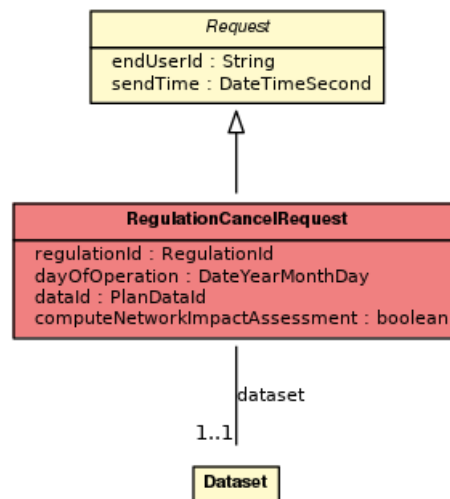 Request
endUserId : String
sendTime : DateTimeSecond
RegulationCancelRequest
regulationId : RegulationId
dayOfOperation : DateYearMonthDay
dataId : PlanDataId
computeNetworkImpactAssessment : boolean
dataset
1..1
Dataset